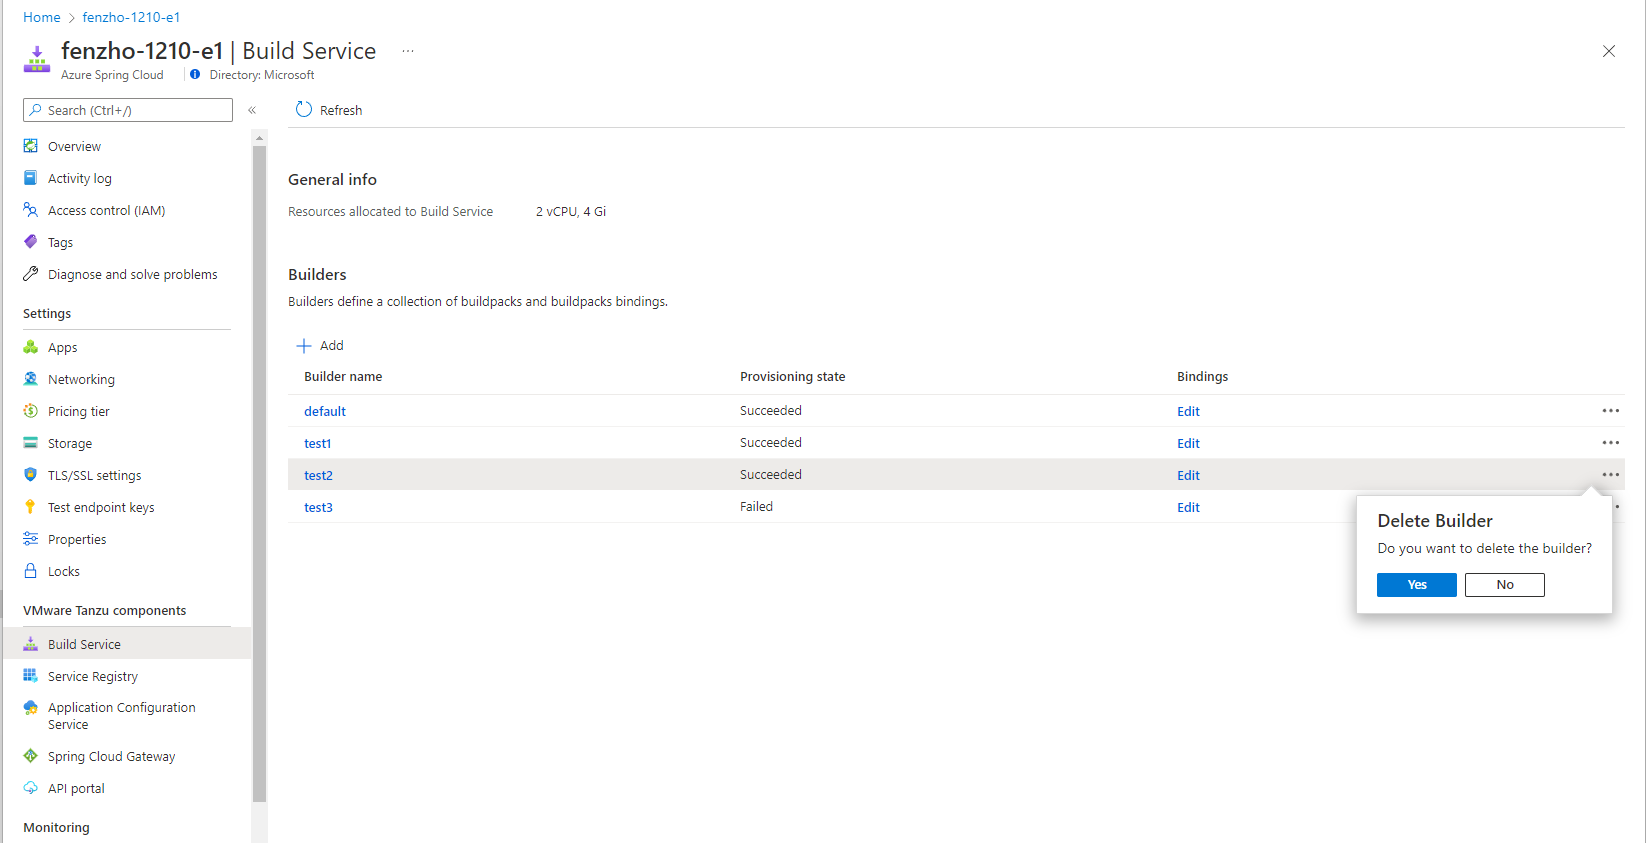 Home > fenzho-1210-e1
fenzho-1210-e1 | Build Service ...
Azure Spring Cloud Directory: Microsoft
Search (Ctrl+/)
«
Overview
Activity log
Access control (IAM)
Tags
Diagnose and solve problems
Settings
Apps
Networking
Pricing tier
Storage
TLS/SSL settings
Test endpoint keys
Properties
Locks
VMware Tanzu components
Build Service
Service Registry
Application Configuration
Service
Spring Cloud Gateway
API portal
Monitoring
Refresh
General info
Resources allocated to Build Service 2 vCPU, 4 Gi
Builders
Builders define a collection of buildpacks and buildpacks bindings.
Add
Builder name Provisioning state Bindings
default Succeeded Edit
test1 Succeeded Edit
test2 Succeeded Edit
test3 Failed Edit
Delete Builder
Do you want to delete the builder?
Yes No